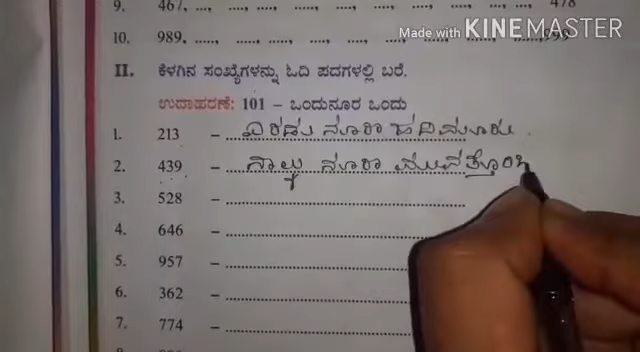 Made with KINEMASTER
9. 467, ...., ...., ...., ...., ...., ...., ...., ...., ...., ...., 478
10. 989, ...., ...., ...., ...., ...., ...., ...., ...., ...., 999
II. ಕೆಳಗಿನ ಸಂಖ್ಯೆಗಳನ್ನು ಓದಿ ಪದಗಳಲ್ಲಿ ಬರೆ.
ಉದಾಹರಣೆ: 101 – ಒಂದುನೂರ ಒಂದು
1. 213 – ಎರಡು ನೂರಾ ಹದಿಮೂರು
2. 439 – ನಾಲ್ಕು ನೂರಾ ಮೂವತ್ತೊಂಬ
3. 528 –
4. 646 –
5. 957 –
6. 362 –
7. 774 –